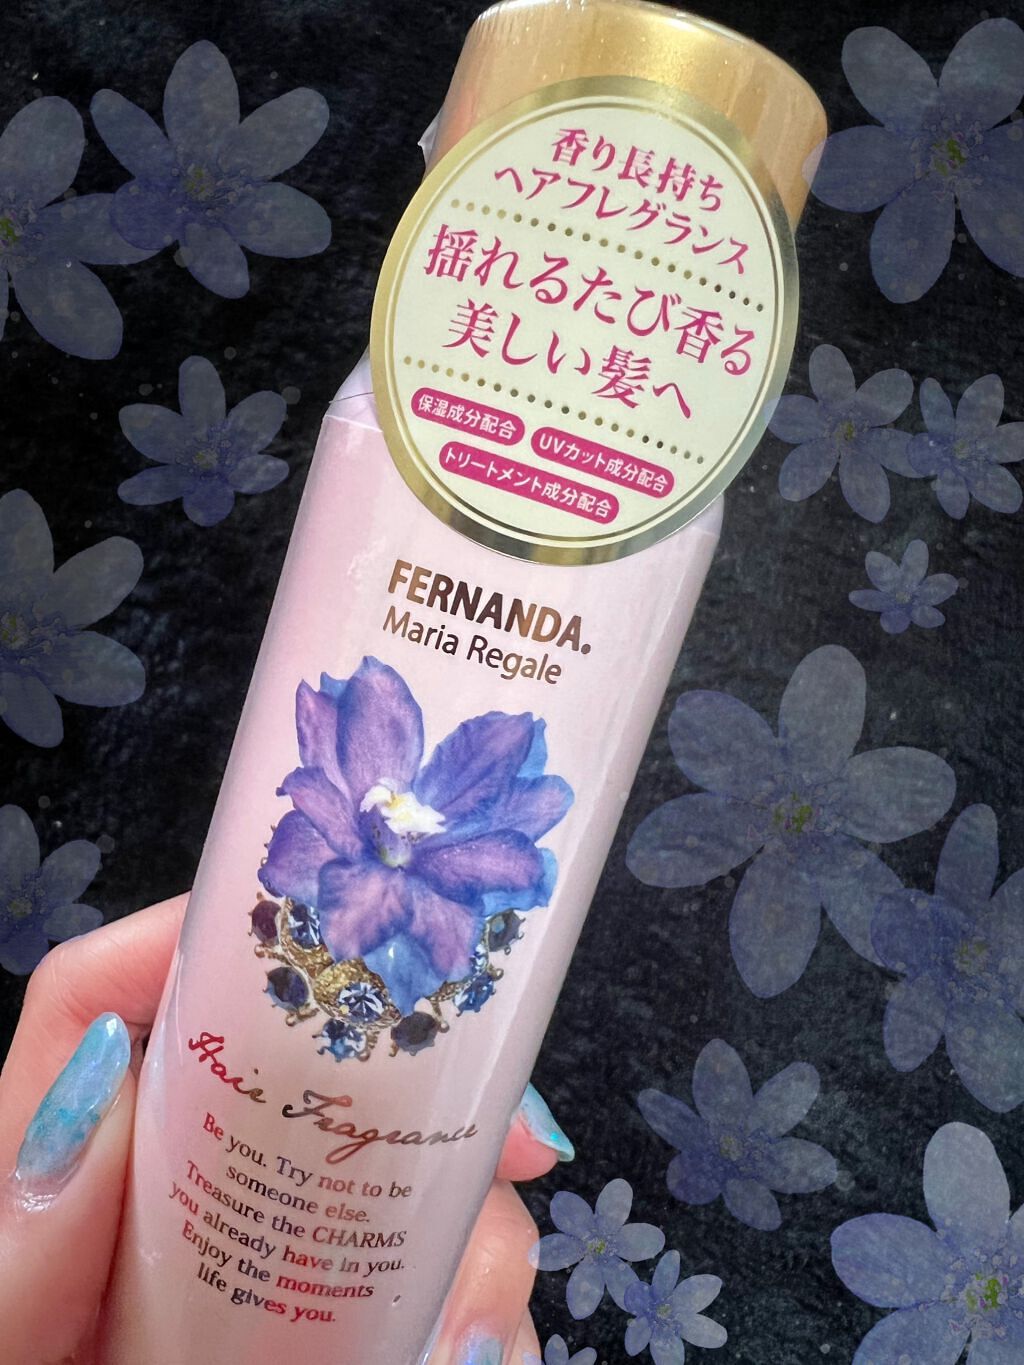 香り長持ち
ヘアフレグランス
揺れるたび香る
美しい髪へ
保湿成分配合
UVカット成分配合
トリートメント成分配合
FERNANDA.
Maria Regale
Hair Fragrance
Be you. Try not to be
someone else.
Treasure the CHARMS
you already have in you.
Enjoy the moments
life gives you.